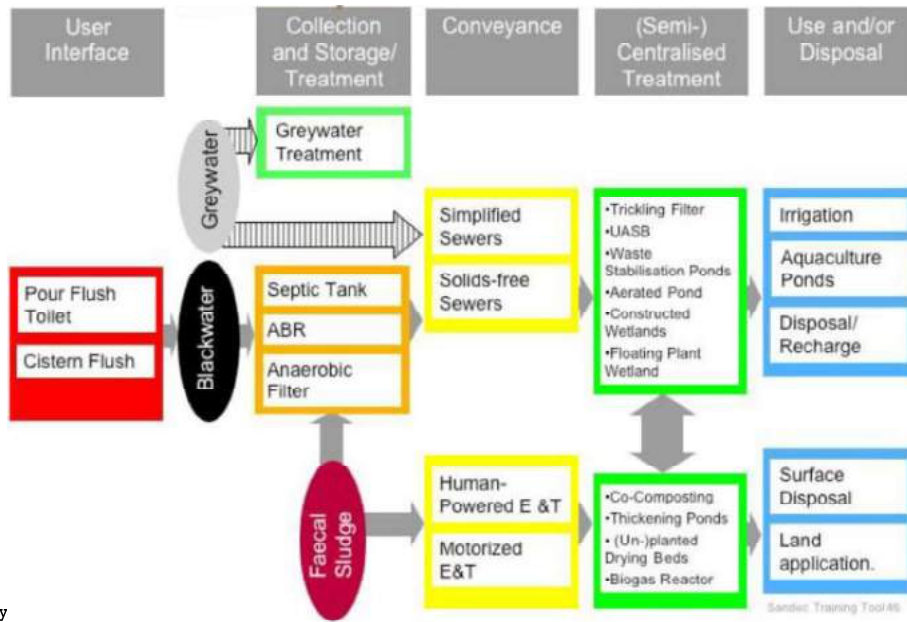 User
Interface
Collection
and Storage/
Treatment
Conveyance
(Semi-)
Centralised
Treatment
Use and/or
Disposal
Greywater
Greywater
Treatment
Simplified
Sewers
Solids-free
Sewers
•Trickling Filter
•UASB
•Waste
Stabilisation Ponds
•Aerated Pond
•Constructed
Wetlands
•Floating Plant
Wetland
Irrigation
Aquaculture
Ponds
Disposal/
Recharge
Pour Flush
Toilet
Cistern Flush
Blackwater
Septic Tank
ABR
Anaerobic
Filter
Faecal
Sludge
Human-
Powered E &T
Motorized
E&T
•Co-Composting
•Thickening Ponds
• (Un-)planted
Drying Beds
•Biogas Reactor
Surface
Disposal
Land
application.
Sandec Training Tool
y